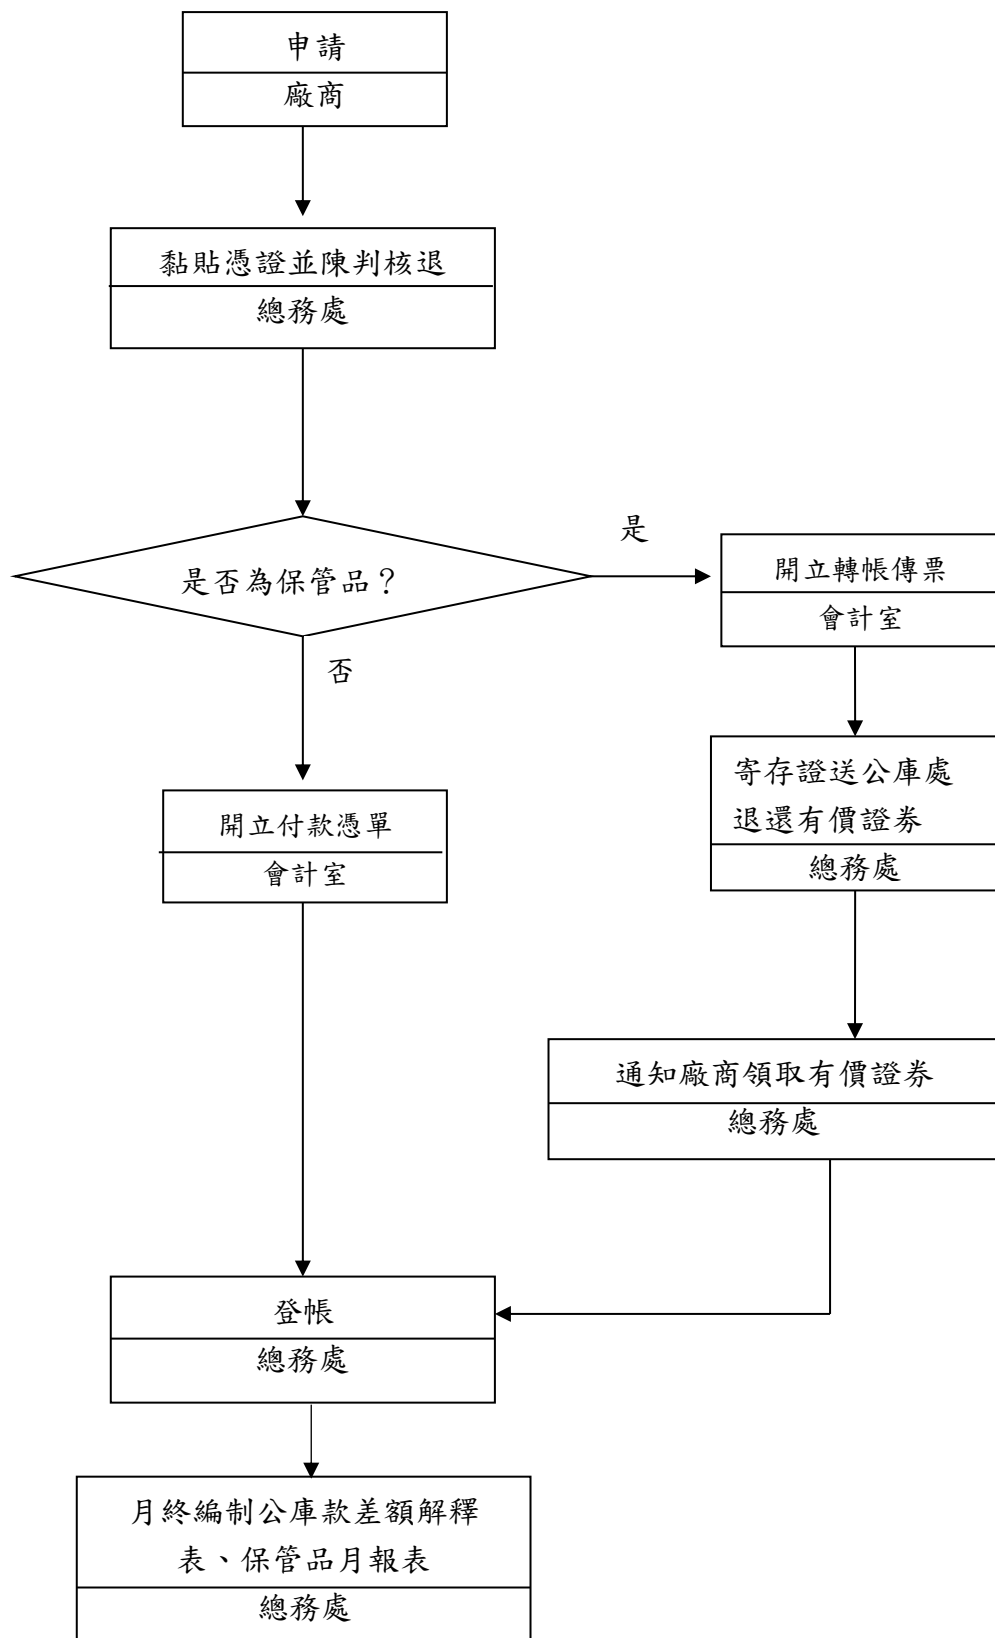 申請
廠商
黏貼憑證並陳判核退
總務處
是否為保管品？
是
開立轉帳傳票
會計室
否
寄存證送公庫處
退還有價證券
總務處
開立付款憑單
會計室
通知廠商領取有價證券
總務處
登帳
總務處
月終編制公庫款差額解釋
表、保管品月報表
總務處